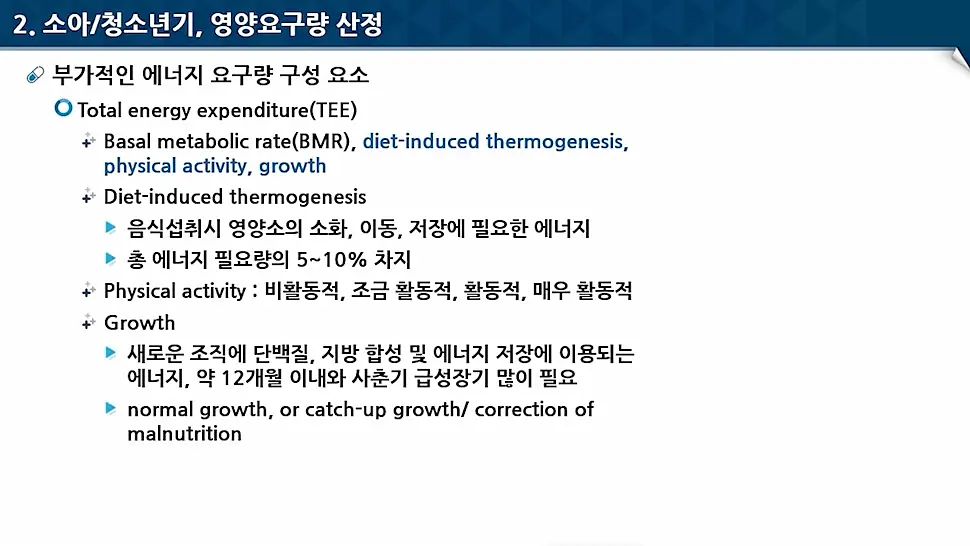 2. 소아/청소년기, 영양요구량 산정
부가적인 에너지 요구량 구성 요소
Total energy expenditure(TEE)
Basal metabolic rate(BMR), diet-induced thermogenesis,
physical activity, growth
Diet-induced thermogenesis
음식섭취시 영양소의 소화, 이동, 저장에 필요한 에너지
총 에너지 필요량의 5~10% 차지
Physical activity : 비활동적, 조금 활동적, 활동적, 매우 활동적
Growth
새로운 조직에 단백질, 지방 합성 및 에너지 저장에 이용되는
에너지, 약 12개월 이내와 사춘기 급성장기 많이 필요
normal growth, or catch-up growth/ correction of
malnutrition